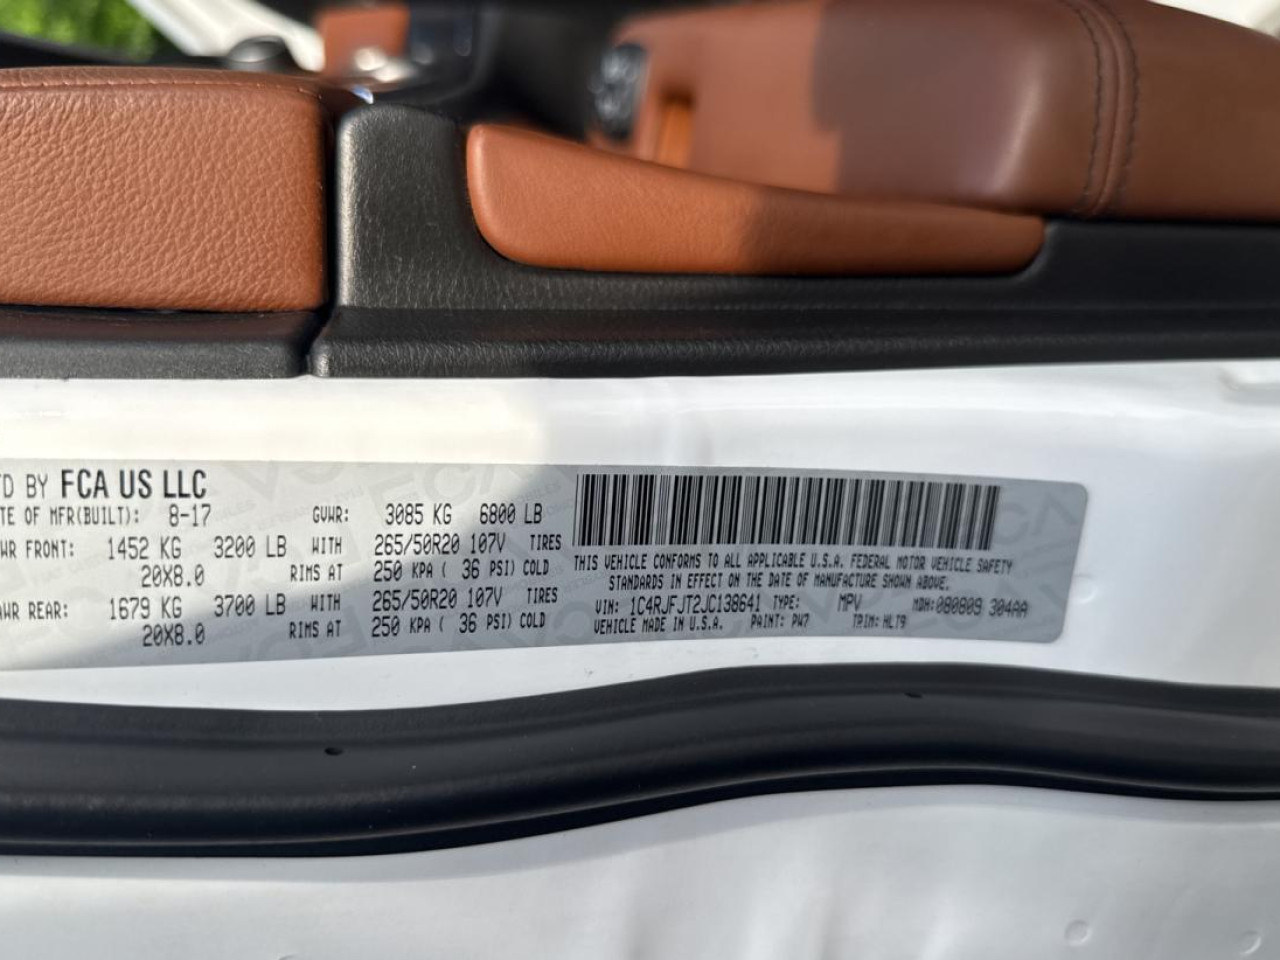 FD BY FCA US LLC
TE OF MFR(BUILT): 8-17 GVWR: 3085 KG 6800 LB
WR FRONT: 1452 KG 3200 LB WITH 265/50R20 107V TIRES
20X8.0 RIMS AT 250 KPA ( 36 PSI) COLD
AWR REAR: 1679 KG 3700 LB WITH 265/50R20 107V TIRES
20X8.0 RIMS AT 250 KPA ( 36 PSI) COLD
THIS VEHICLE CONFORMS TO ALL APPLICABLE U.S.A. FEDERAL MOTOR VEHICLE SAFETY
STANDARDS IN EFFECT ON THE DATE OF MANUFACTURE SHOWN ABOVE.
VIN: 1C4RJFJT2JC138641 TYPE: MPV MDH:080809 304AA
VEHICLE MADE IN U.S.A. PAINT: PW7 TRIM: HLT9